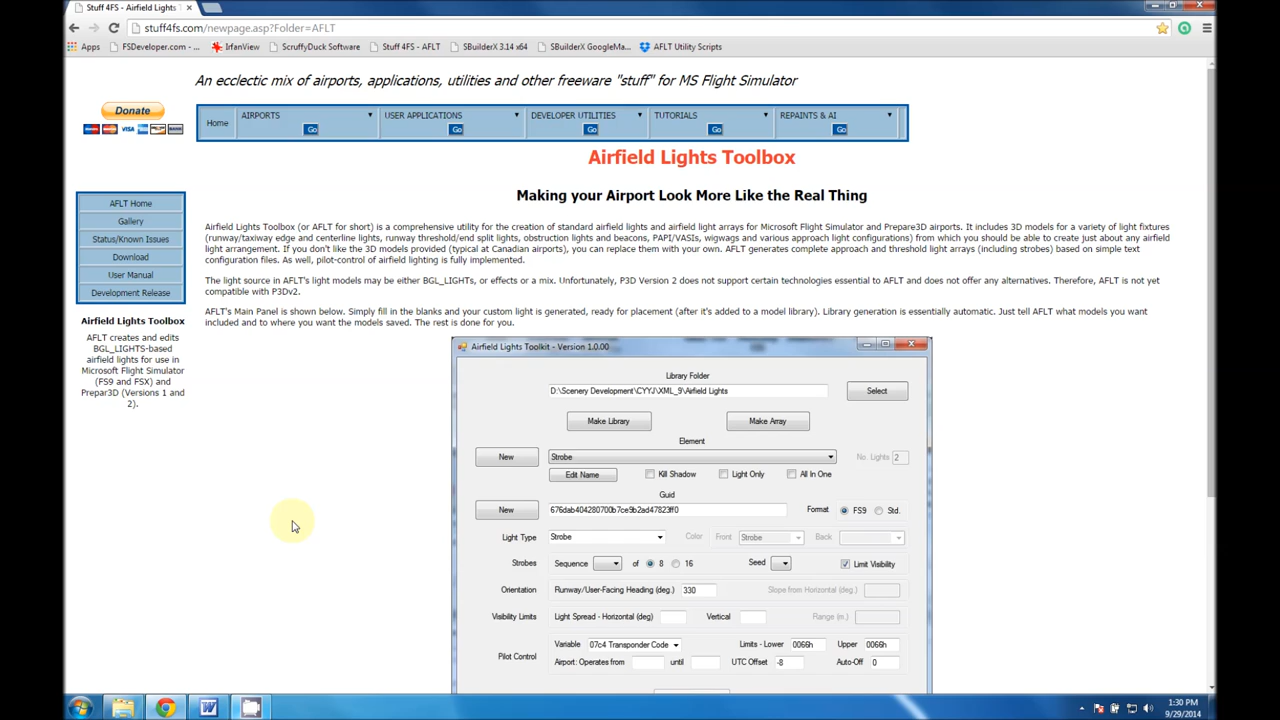 Stuff 4FS - Airfield Lights T
stuff4fs.com/newpage.asp?Folder=AFLT
Apps FSDeveloper.com - ... IrfanView ScruffyDuck Software Stuff 4FS - AFLT SBuilderX 3.14 x64 SBuilderX GoogleMa... AFLT Utility Scripts
An ecclectic mix of airports, applications, utilities and other freeware "stuff" for MS Flight Simulator
Donate
VISA
BANK
Home AIRPORTS USER APPLICATIONS DEVELOPER UTILITIES TUTORIALS REPAINTS & AI
Go Go Go Go Go
Airfield Lights Toolbox
Making your Airport Look More Like the Real Thing
AFLT Home
Gallery
Status/Known Issues
Download
User Manual
Development Release
Airfield Lights Toolbox
AFLT creates and edits
BGL_LIGHTS-based
airfield lights for use in
Microsoft Flight Simulator
(FS9 and FSX) and
Prepar3D (Versions 1 and
2).
Airfield Lights Toolbox (or AFLT for short) is a comprehensive utility for the creation of standard airfield lights and airfield light arrays for Microsoft Flight Simulator and Prepare3D airports. It includes 3D models for a variety of light fixtures
(runway/taxiway edge and centerline lights, runway threshold/end split lights, obstruction lights and beacons, PAPI/VASIs, wigwags and various approach light configurations) from which you should be able to create just about any airfield
light arrangement. If you don't like the 3D models provided (typical at Canadian airports), you can replace them with your own. AFLT generates complete approach and threshold light arrays (including strobes) based on simple text
configuration files. As well, pilot-control of airfield lighting is fully implemented.
The light source in AFLT's light models may be either BGL_LIGHTs, or effects or a mix. Unfortunately, P3D Version 2 does not support certain technologies essential to AFLT and does not offer any alternatives. Therefore, AFLT is not yet
compatible with P3Dv2.
AFLT's Main Panel is shown below. Simply fill in the blanks and your custom light is generated, ready for placement (after it's added to a model library). Library generation is essentially automatic. Just tell AFLT what models you want
included and to where you want the models saved. The rest is done for you.
Airfield Lights Toolkit - Version 1.0.00
Library Folder
D:\Scenery Development\CYYJ\XML_9\Airfield Lights Select
Make Library Make Array
Element
New Strobe No. Lights 2
Edit Name Kill Shadow Light Only All In One
Guid
New 676dab404280700b7ce9b2ad47823ff0 Format FS9 Std.
Light Type Strobe Color Front Strobe Back
Strobes Sequence of 8 16 Seed Limit Visibility
Orientation Runway/User-Facing Heading (deg.) 330 Slope from Horizontal (deg.)
Visibility Limits Light Spread - Horizontal (deg) Vertical Range (m.)
Pilot Control Variable 07c4 Transponder Code Limits - Lower 0066h Upper 0066h
Airport: Operates from until UTC Offset -8 Auto-Off 0
1:30 PM
9/29/2014